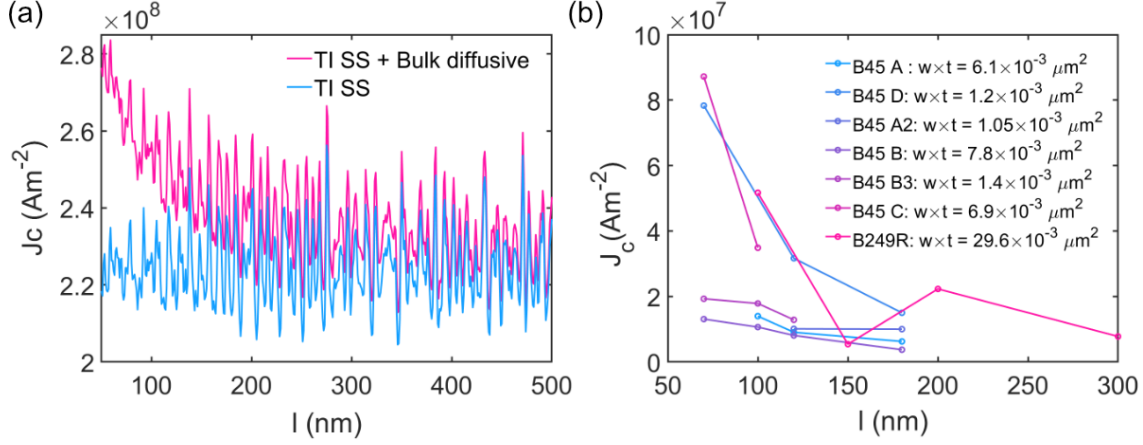 (a)
×10⁸
2.8
2.6
2.4
2.2
2
Jc (Am⁻²)
TI SS + Bulk diffusive
TI SS
100
200
300
400
500
l (nm)
(b)
×10⁷
10
8
6
4
2
0
J_c (Am⁻²)
B45 A : w×t = 6.1×10⁻³ μm²
B45 D: w×t = 1.2×10⁻³ μm²
B45 A2: w×t = 1.05×10⁻³ μm²
B45 B: w×t = 7.8×10⁻³ μm²
B45 B3: w×t = 1.4×10⁻³ μm²
B45 C: w×t = 6.9×10⁻³ μm²
B249R: w×t = 29.6×10⁻³ μm²
50
100
150
200
250
300
l (nm)